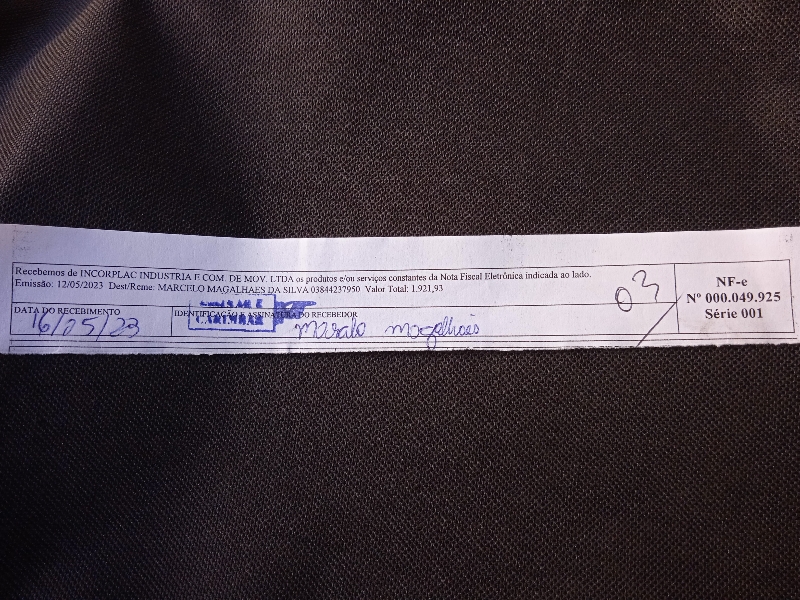 Recebemos de INCORPLAC INDUSTRIA E COM. DE MOV. LTDA os produtos e/ou serviços constantes da Nota Fiscal Eletrônica indicada ao lado.
Emissão: 12/05/2023 Dest/Reme: MARCELO MAGALHAES DA SILVA 03844237950 Valor Total: 1.921,93
03
DATA DO RECEBIMENTO
16/05/23
IDENTIFICAÇÃO E ASSINATURA DO RECEBEDOR
CARIMBAR
magalhães
NF-e
Nº 000.049.925
Série 001